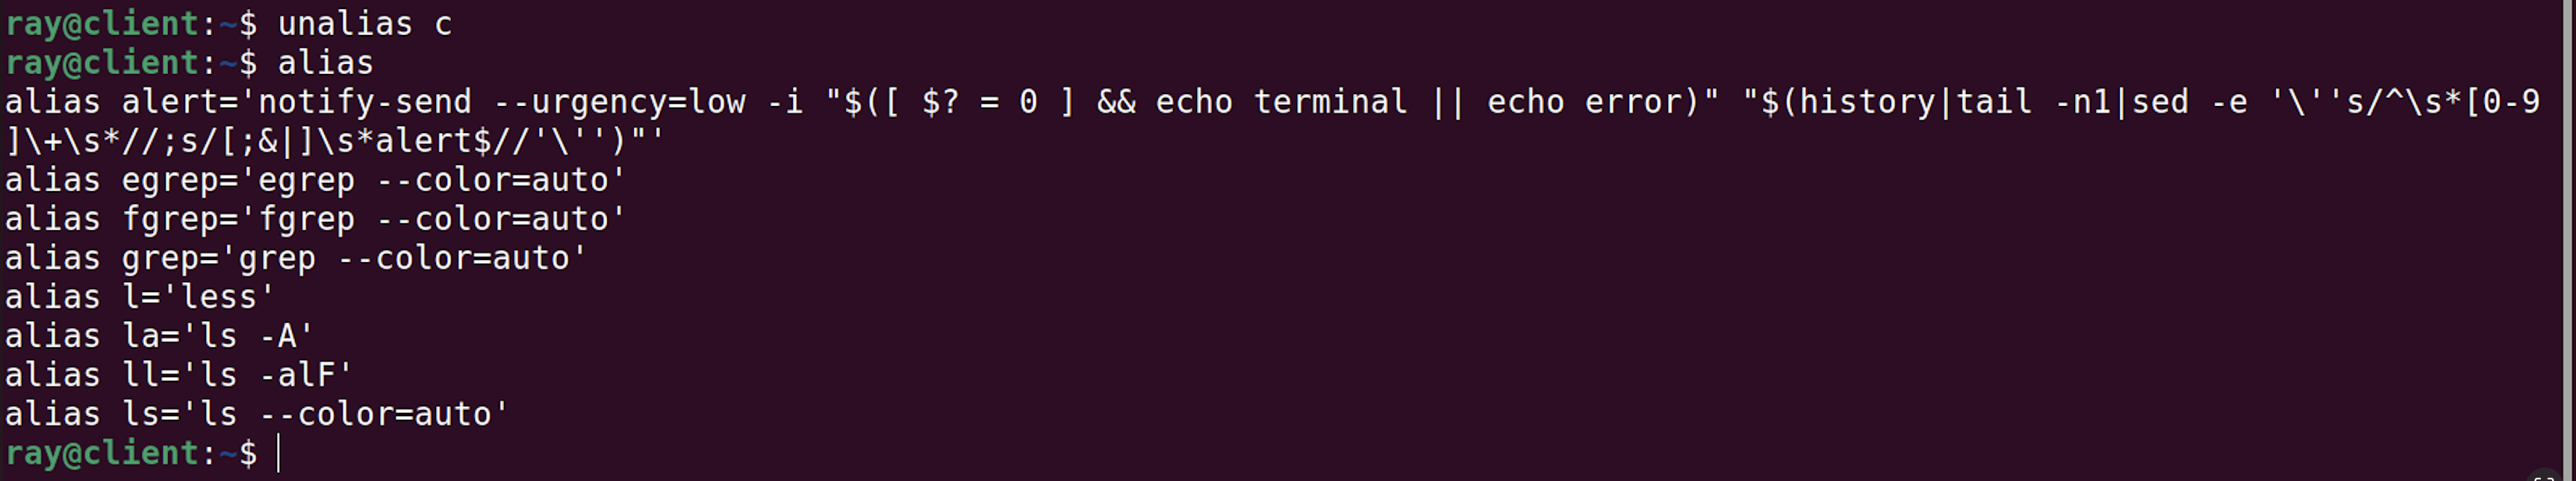 ray@client:~$ unalias c
ray@client:~$ alias
alias alert='notify-send --urgency=low -i "$([ $? = 0 ] && echo terminal || echo error)" "$(history|tail -n1|sed -e '\''s/^\s*[0-9
]\+\s*//;s/[;&|]\s*alert$//'\'')"'
alias egrep='egrep --color=auto'
alias fgrep='fgrep --color=auto'
alias grep='grep --color=auto'
alias l='less'
alias la='ls -A'
alias ll='ls -alF'
alias ls='ls --color=auto'
ray@client:~$